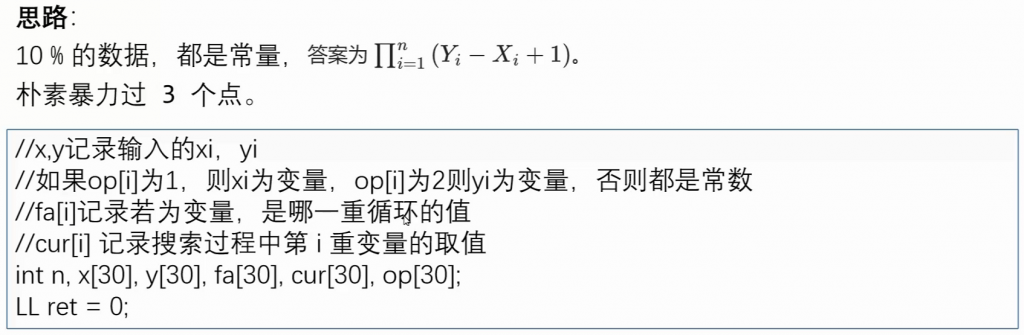 思路:
10 % 的数据，都是常量，答案为 ∏ⁿᵢ₌₁ (Yᵢ − Xᵢ + 1)。
朴素暴力过 3 个点。
//x,y记录输入的xi，yi
//如果op[i]为1，则xi为变量，op[i]为2则yi为变量，否则都是常数
//fa[i]记录若为变量，是哪一重循环的值
//cur[i] 记录搜索过程中第 i 重变量的取值
int n, x[30], y[30], fa[30], cur[30], op[30];
LL ret = 0;